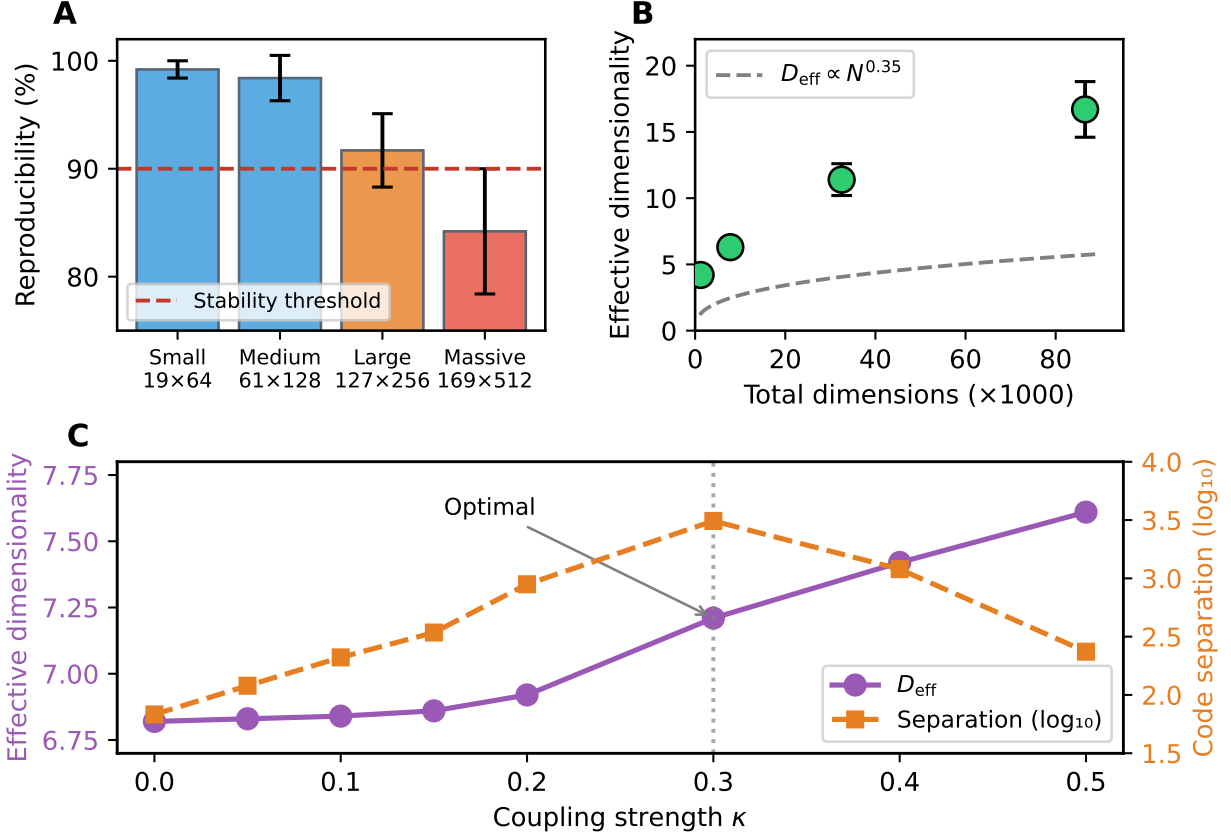 A
Reproducibility (%)
100
90
80
Stability threshold
Small
19×64
Medium
61×128
Large
127×256
Massive
169×512
B
Effective dimensionality
20
15
10
5
0
D_eff ∝ N^0.35
0
20
40
60
80
Total dimensions (×1000)
C
Effective dimensionality
7.75
7.50
7.25
7.00
6.75
Optimal
4.0
3.5
3.0
2.5
2.0
1.5
Code separation (log₁₀)
D_eff
Separation (log₁₀)
0.0
0.1
0.2
0.3
0.4
0.5
Coupling strength κ